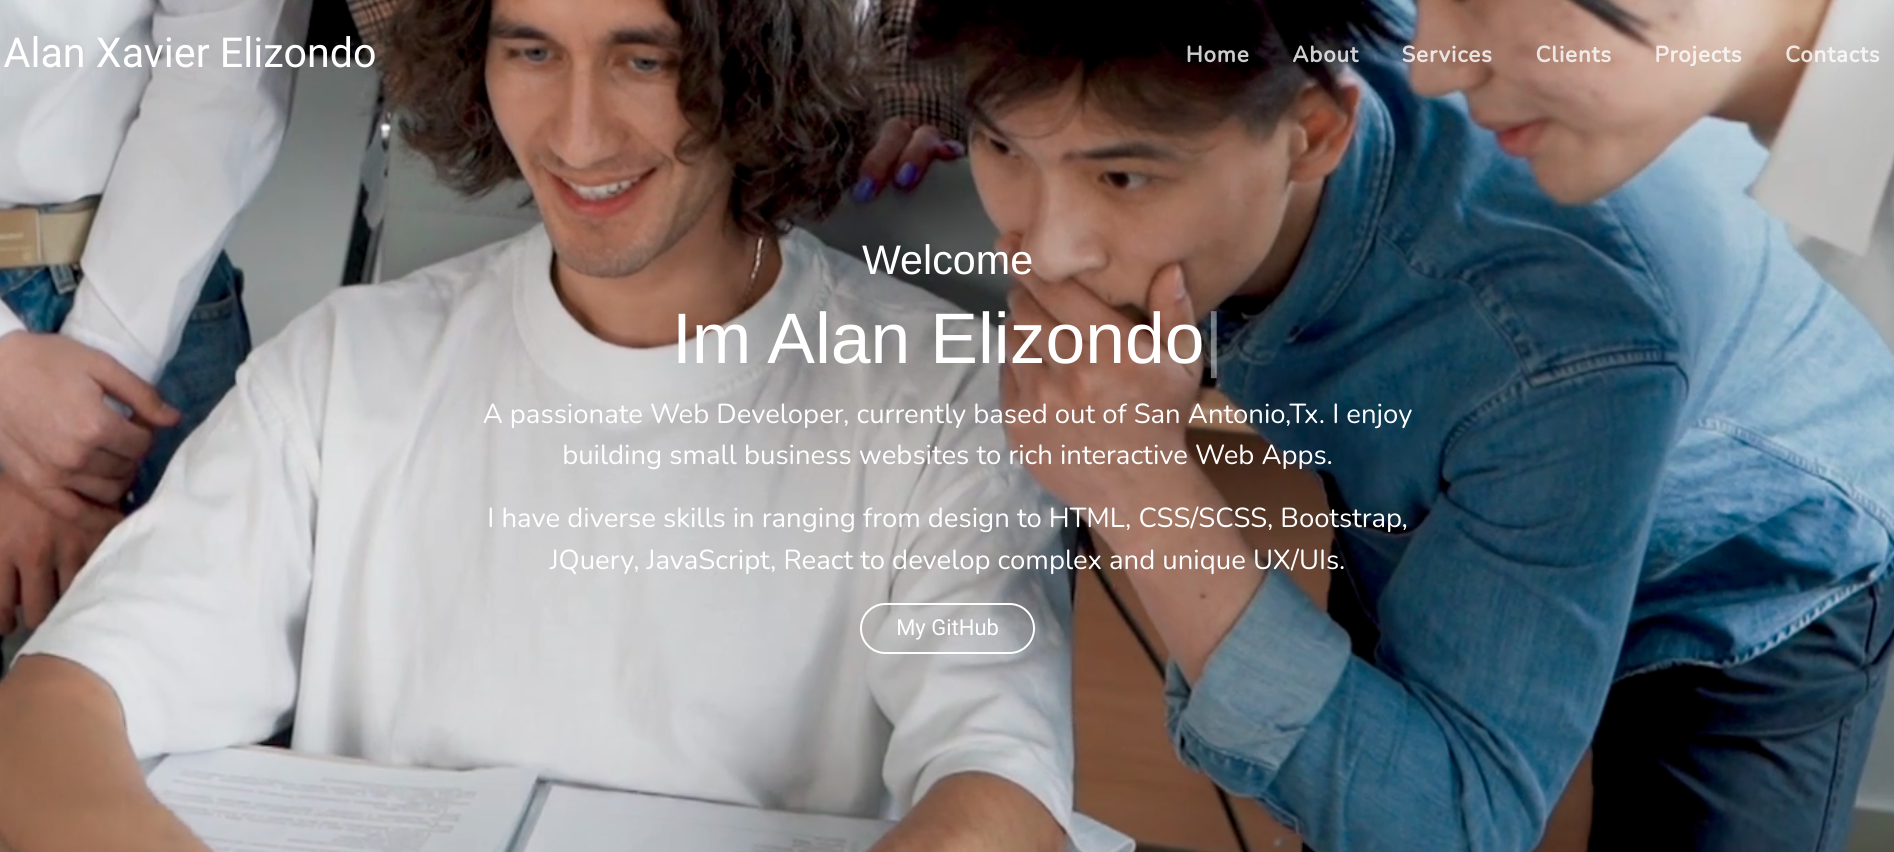 Alan Xavier Elizondo
Home About Services Clients Projects Contacts
Welcome
Im Alan Elizondo|
A passionate Web Developer, currently based out of San Antonio,Tx. I enjoy
building small business websites to rich interactive Web Apps.
I have diverse skills in ranging from design to HTML, CSS/SCSS, Bootstrap,
JQuery, JavaScript, React to develop complex and unique UX/UIs.
My GitHub